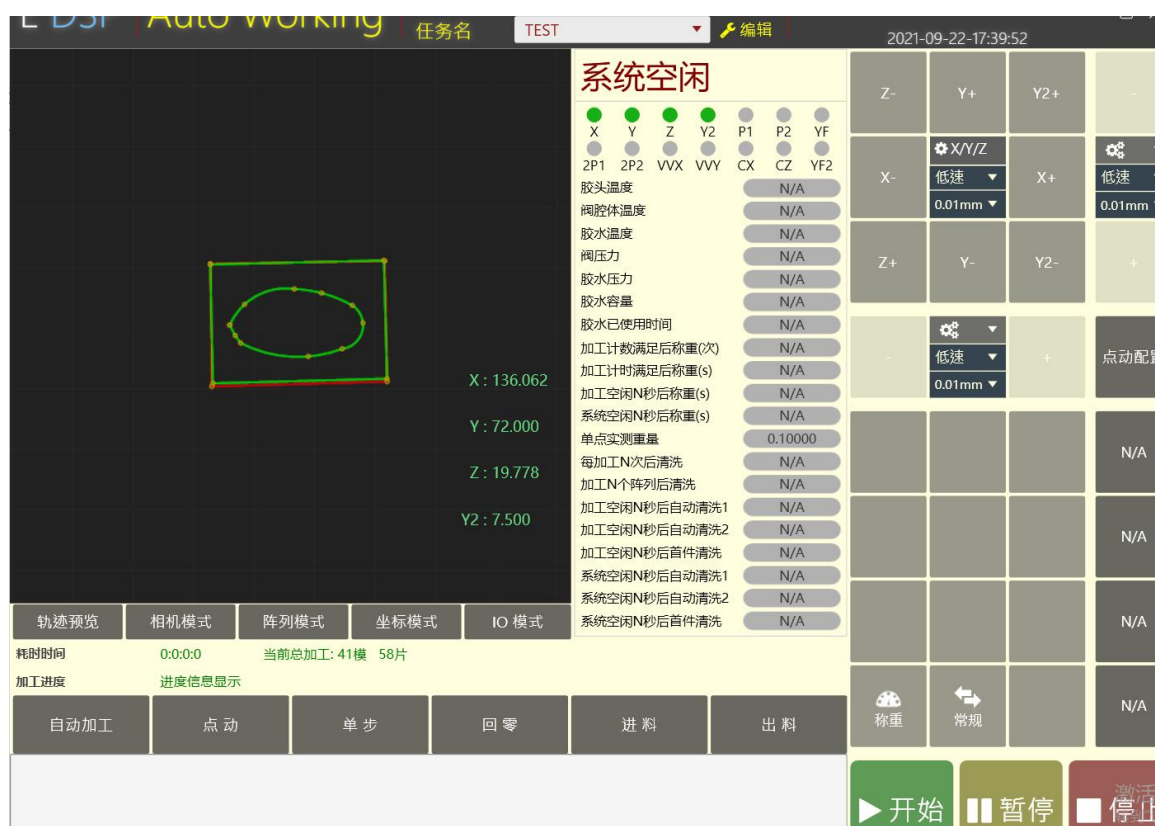 E DSP Auto Working 任务名 TEST 编辑
2021-09-22-17:39:52
系统空闲
X Y Z Y2 P1 P2 YF
2P1 2P2 VVX VVY CX CZ YF2
胶头温度 N/A
阀腔体温度 N/A
胶水温度 N/A
阀压力 N/A
胶水压力 N/A
胶水容量 N/A
胶水已使用时间 N/A
加工计数满足后称重(次) N/A
加工计时满足后称重(s) N/A
加工空闲N秒后称重(s) N/A
系统空闲N秒后称重(s) N/A
单点实测重量 0.10000
每加工N次后清洗 N/A
加工N个阵列后清洗 N/A
加工空闲N秒后自动清洗1 N/A
加工空闲N秒后自动清洗2 N/A
加工空闲N秒后首件清洗 N/A
系统空闲N秒后自动清洗1 N/A
系统空闲N秒后自动清洗2 N/A
系统空闲N秒后首件清洗 N/A
X : 136.062
Y : 72.000
Z : 19.778
Y2 : 7.500
轨迹预览 相机模式 阵列模式 坐标模式 IO 模式
耗时时间 0:0:0:0 当前总加工: 41模 58片
加工进度 进度信息显示
自动加工 点 动 单 步 回 零 进 料 出 料
Z- Y+ Y2+ -
X/Y/Z
X- 低速 X+ 低速
0.01mm 0.01mm
Z+ Y- Y2- +
- 低速 + 点动配置
0.01mm
N/A
N/A
N/A
称重 常规 N/A
开始 暂停 停止
激活